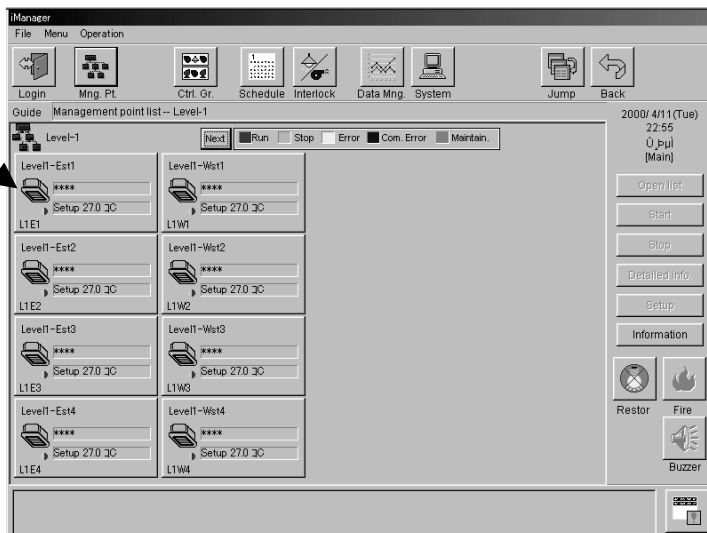 iManager
File Menu Operation
Login Mng. Pt. Ctrl. Gr. Schedule Interlock Data Mng. System Jump Back
Guide Management point list -- Level-1
2000/ 4/11(Tue)
22:55
Ù¸Þµì
[Main]
Level-1 Next Run Stop Error Com. Error Maintain.
Level1-Est1 Level1-Wst1
**** ****
Setup 27.0 ⊐C Setup 27.0 ⊐C
L1E1 L1W1
Level1-Est2 Level1-Wst2
**** ****
Setup 27.0 ⊐C Setup 27.0 ⊐C
L1E2 L1W2
Level1-Est3 Level1-Wst3
**** ****
Setup 27.0 ⊐C Setup 27.0 ⊐C
L1E3 L1W3
Level1-Est4 Level1-Wst4
**** ****
Setup 27.0 ⊐C Setup 27.0 ⊐C
L1E4 L1W4
Open list
Start
Stop
Detailed info.
Setup
Information
Restor Fire
Buzzer